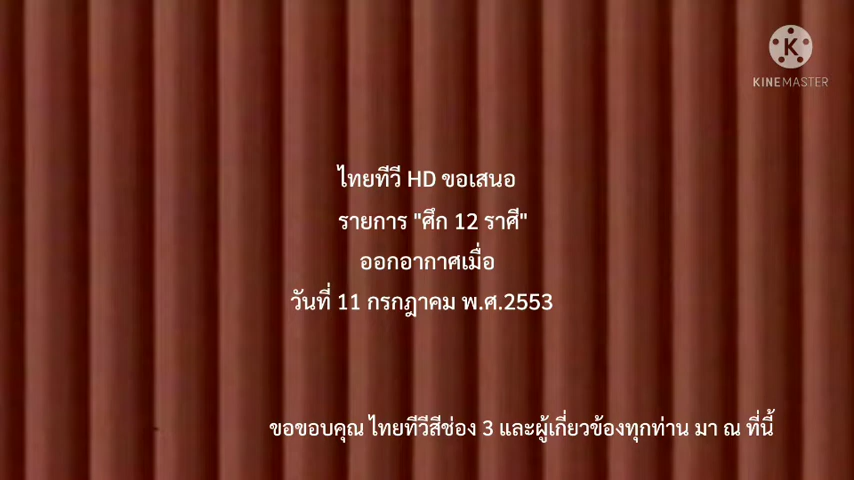 K
KINEMASTER
ไทยทีวี HD ขอเสนอ
รายการ "ศึก 12 ราศี"
ออกอากาศเมื่อ
วันที่ 11 กรกฎาคม พ.ศ.2553
ขอขอบคุณ ไทยทีวีสีช่อง 3 และผู้เกี่ยวข้องทุกท่าน มา ณ ที่นี้